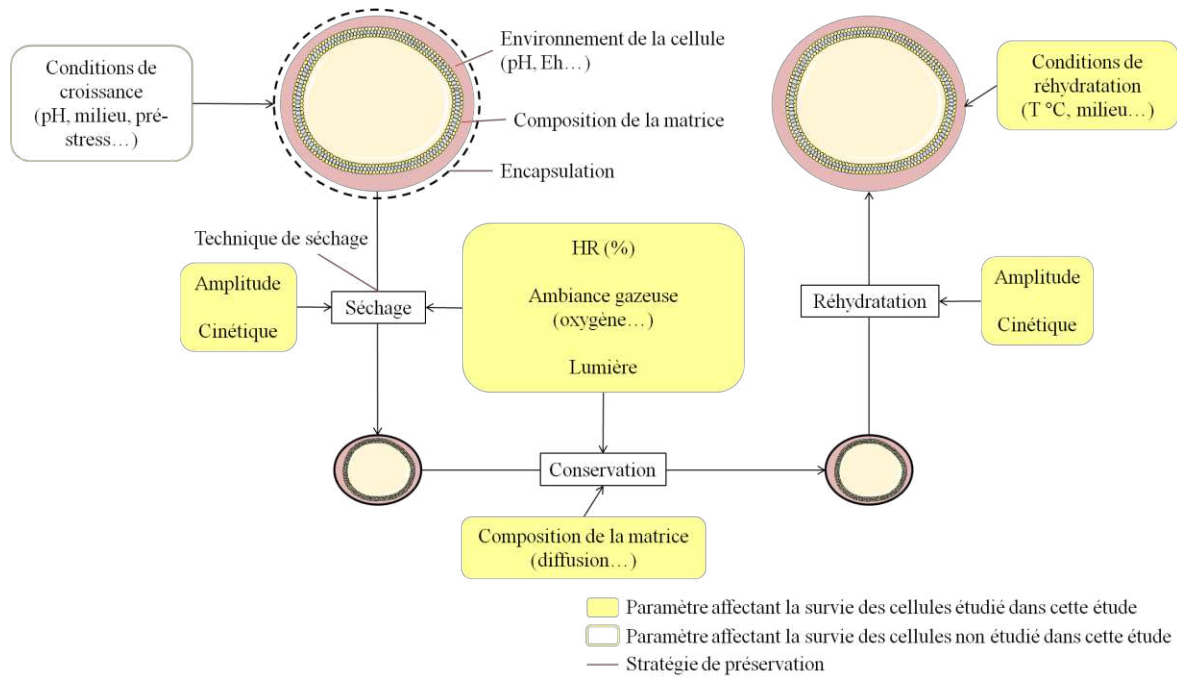 Conditions de
croissance
(pH, milieu, pré-
stress…)
Environnement de la cellule
(pH, Eh…)
Composition de la matrice
Encapsulation
Conditions de
réhydratation
(T °C, milieu…)
Technique de séchage
Amplitude
Cinétique
Séchage
HR (%)
Ambiance gazeuse
(oxygène…)
Lumière
Réhydratation
Amplitude
Cinétique
Conservation
Composition de la matrice
(diffusion…)
Paramètre affectant la survie des cellules étudié dans cette étude
Paramètre affectant la survie des cellules non étudié dans cette étude
Stratégie de préservation